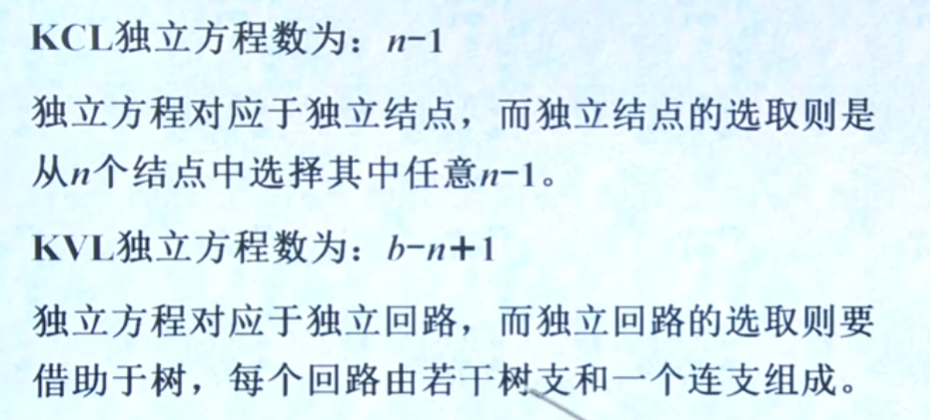 KCL独立方程数为：n−1
独立方程对应于独立结点，而独立结点的选取则是
从n个结点中选择其中任意n−1。
KVL独立方程数为：b−n+1
独立方程对应于独立回路，而独立回路的选取则要
借助于树，每个回路由若干树支和一个连支组成。